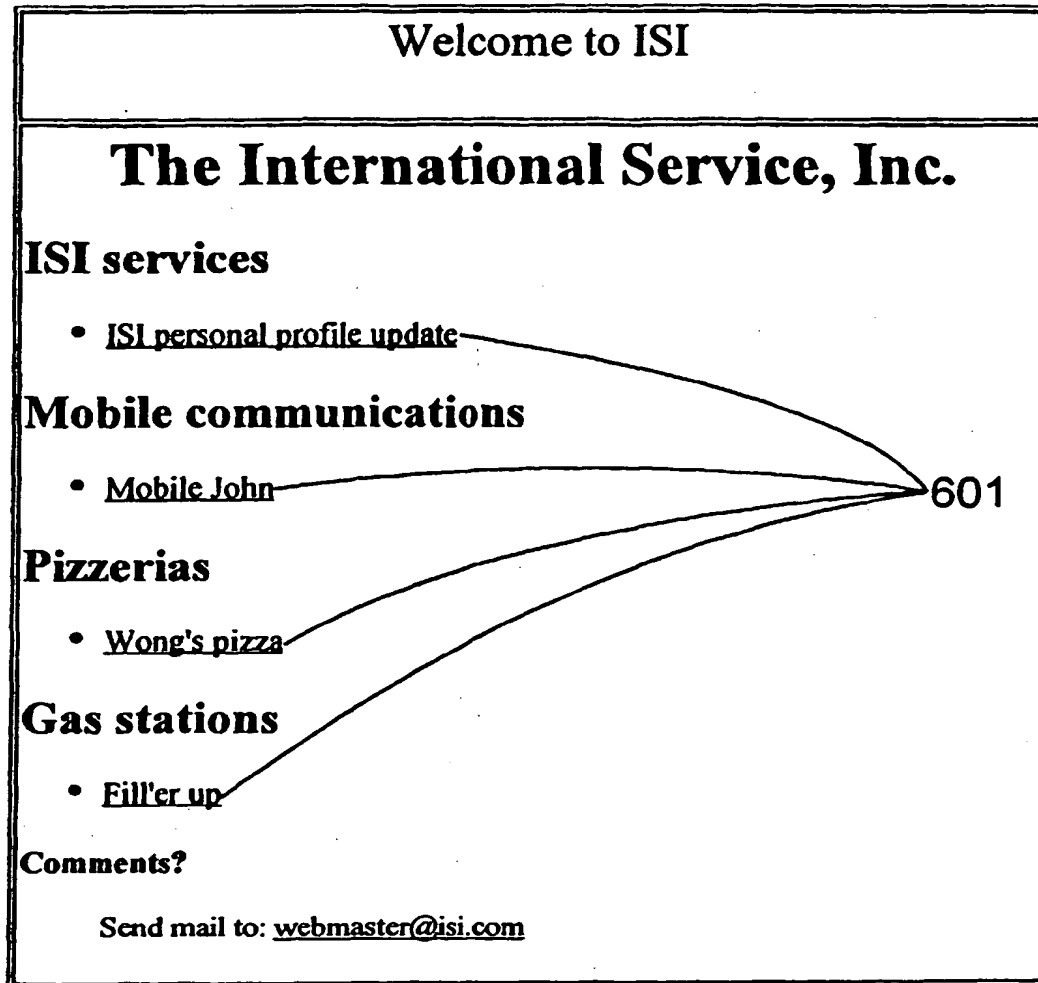 Welcome to ISI
The International Service, Inc.
ISI services
• ISI personal profile update
Mobile communications
• Mobile John
601
Pizzerias
• Wong's pizza
Gas stations
• Fill'er up
Comments?
Send mail to: webmaster@isi.com